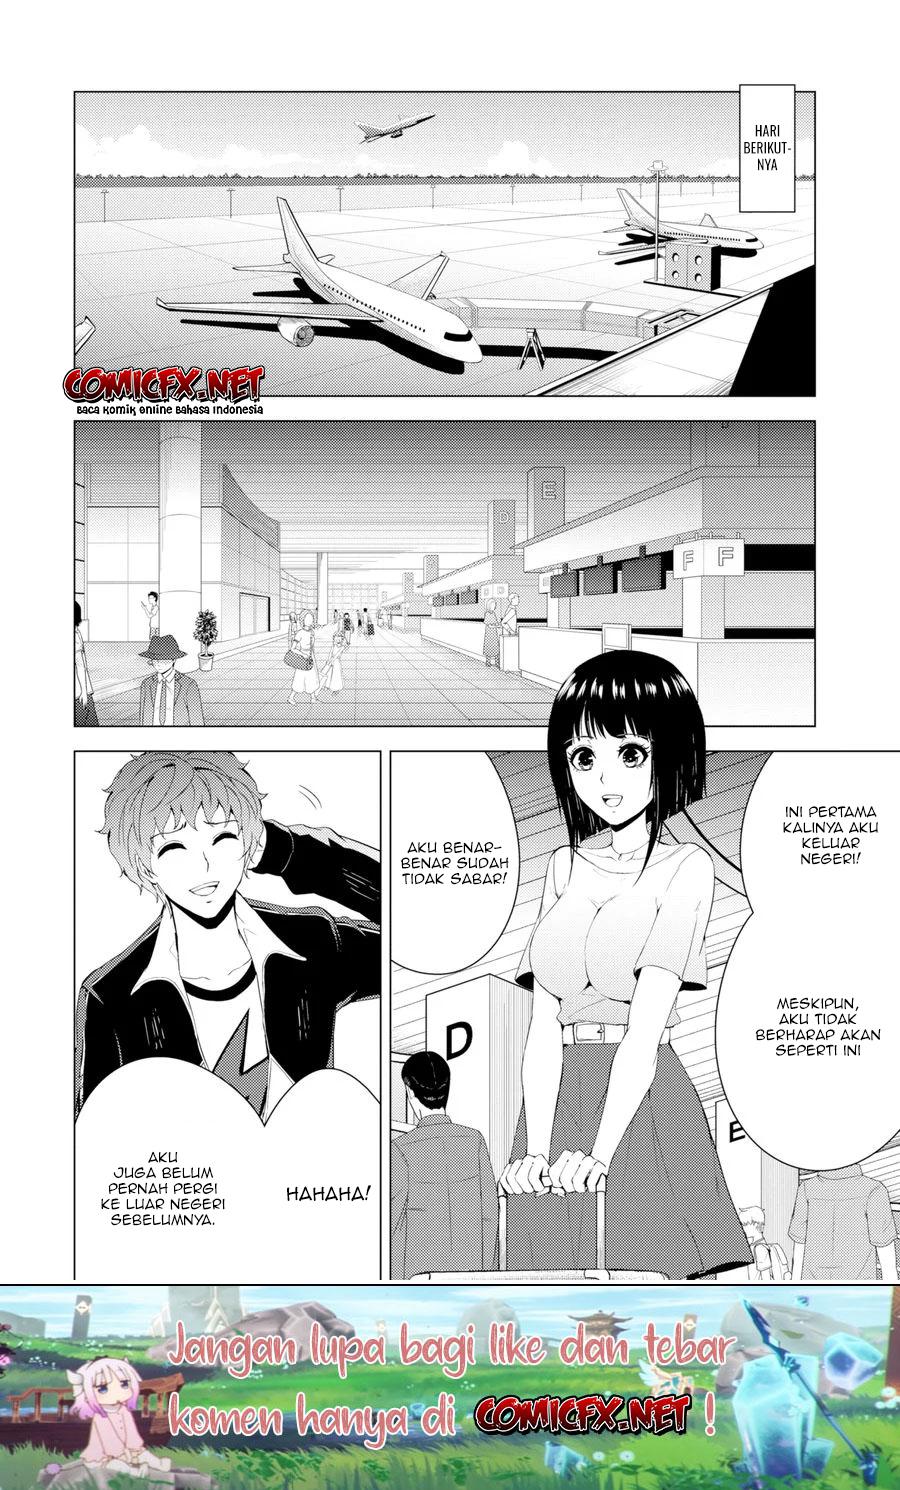 HARI
BERIKUT-
NYA
COMICFX.NET
Baca Komik Online Bahasa Indonesia
E
D
F
F
INI PERTAMA
KALINYA AKU
KELUAR
NEGERI!
AKU BENAR-
BENAR SUDAH
TIDAK SABAR!
MESKIPUN,
AKU TIDAK
BERHARAP AKAN
SEPERTI INI
D
E
HAHAHA!
AKU
JUGA BELUM
PERNAH PERGI
KE LUAR NEGERI
SEBELUMNYA.
Jangan lupa bagi like dan tebar
komen hanya di COMICFX.NET !